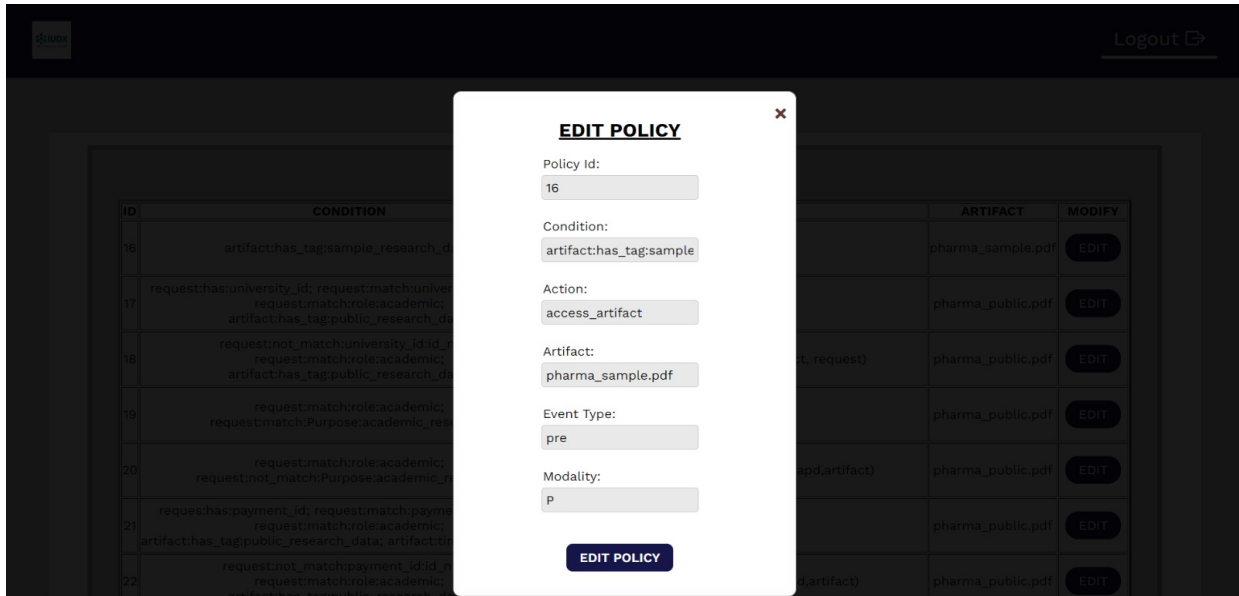 IUDX
Logout
EDIT POLICY
Policy Id:
16
Condition:
artifact:has_tag:sample
Action:
access_artifact
Artifact:
pharma_sample.pdf
Event Type:
pre
Modality:
P
EDIT POLICY
ID CONDITION ARTIFACT MODIFY
16 artifact:has_tag:sample_research_d pharma_sample.pdf EDIT
request:has:university_id; request:match:univer
17 request:match:role:academic; pharma_public.pdf EDIT
artifact:has_tag:public_research_da
request:not_match:university_id:id_n
18 request:match:role:academic; t, request) pharma_public.pdf EDIT
artifact:has_tag:public_research_da
request:match:role:academic;
19 pharma_public.pdf EDIT
request:match:Purpose:academic_rese
request:match:role:academic;
20 apd,artifact) pharma_public.pdf EDIT
request:not_match:Purpose:academic_re
reques:has:payment_id; request:match:payme
21 request:match:role:academic; pharma_public.pdf EDIT
artifact:has_tag:public_research_data; artifact:tim
request:not_match:payment_id:id_n
22 request:match:role:academic; d,artifact) pharma_public.pdf EDIT